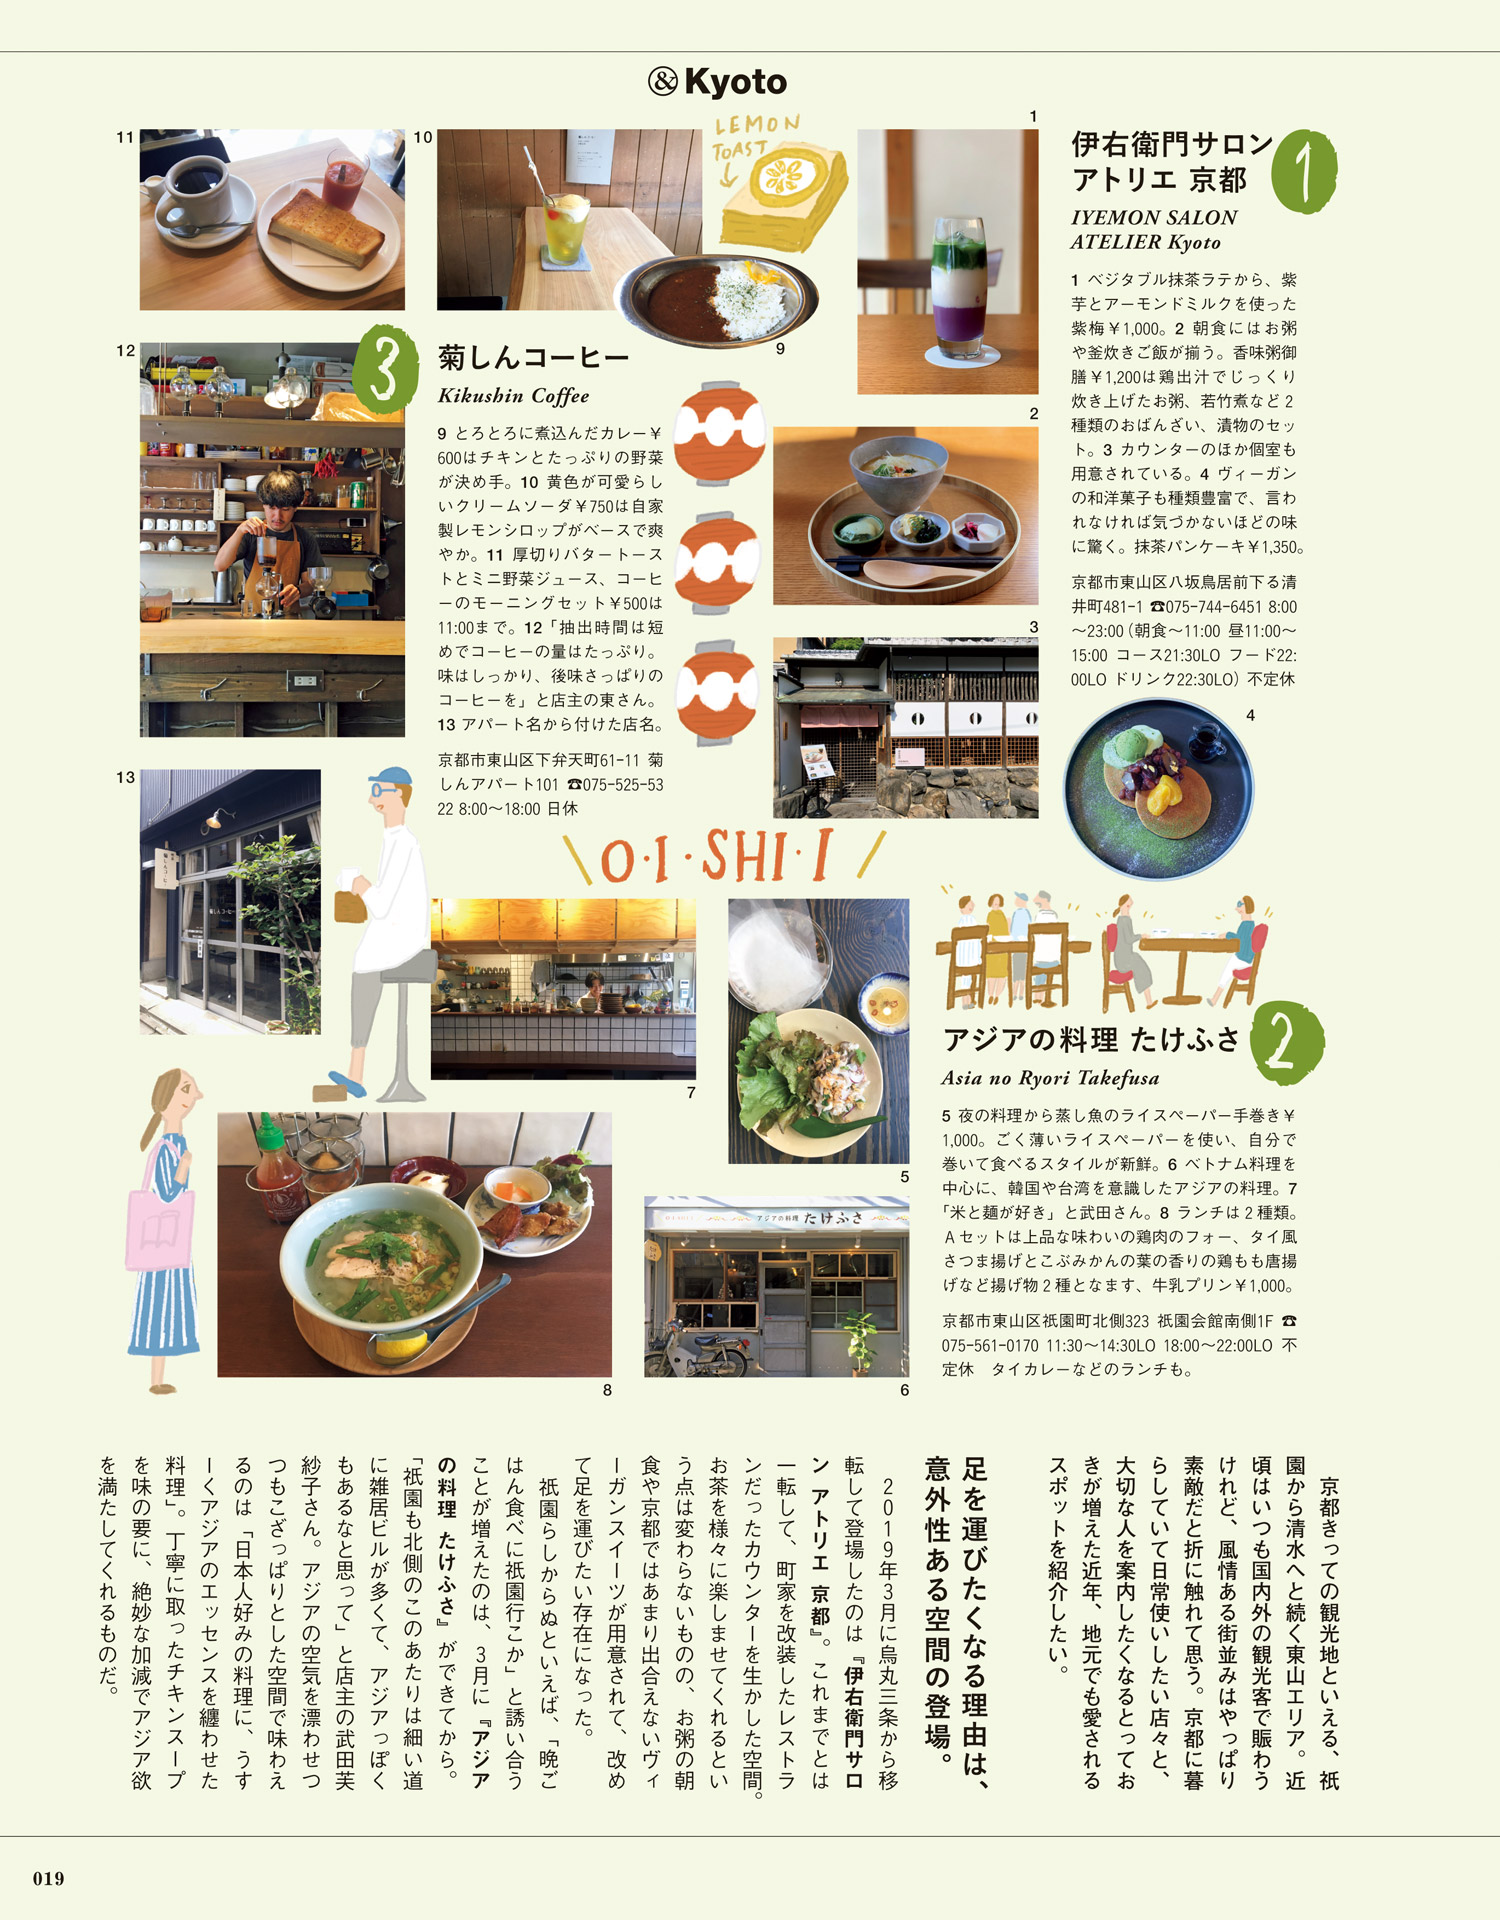 &Kyoto
1
伊右衛門サロン
アトリエ 京都
IYEMON SALON
ATELIER Kyoto
1 ベジタブル抹茶ラテから、紫
芋とアーモンドミルクを使った
紫梅￥1,000。2 朝食にはお粥
や釜炊きご飯が揃う。香味粥御
膳￥1,200は鶏出汁でじっくり
炊き上げたお粥、若竹煮など2
種類のおばんざい、漬物のセッ
ト。3 カウンターのほか個室も
用意されている。4 ヴィーガン
の和洋菓子も種類豊富で、言わ
れなければ気づかないほどの味
に驚く。抹茶パンケーキ￥1,350。
京都市東山区八坂鳥居前下る清
井町481-1 ☎075-744-6451 8:00
～23:00（朝食～11:00 昼11:00～
15:00 コース21:30LO フード22:
00LO ドリンク22:30LO）不定休
1
2
3
4
LEMON
TOAST
9
10
11
12
13
3
菊しんコーヒー
Kikushin Coffee
9 とろとろに煮込んだカレー￥
600はチキンとたっぷりの野菜
が決め手。10 黄色が可愛らし
いクリームソーダ￥750は自家
製レモンシロップがベースで爽
やか。11 厚切りバタートース
トとミニ野菜ジュース、コーヒ
ーのモーニングセット￥500は
11:00まで。12「抽出時間は短
めでコーヒーの量はたっぷり。
味はしっかり、後味さっぱりの
コーヒーを」と店主の東さん。
13 アパート名から付けた店名。
京都市東山区下弁天町61-11 菊
しんアパート101 ☎075-525-53
22 8:00～18:00 日休
菊しんコーヒー
O・I・SHI・I
2
アジアの料理 たけふさ
Asia no Ryori Takefusa
5 夜の料理から蒸し魚のライスペーパー手巻き￥
1,000。ごく薄いライスペーパーを使い、自分で
巻いて食べるスタイルが新鮮。6 ベトナム料理を
中心に、韓国や台湾を意識したアジアの料理。7
「米と麺が好き」と武田さん。8 ランチは2種類。
Aセットは上品な味わいの鶏肉のフォー、タイ風
さつま揚げとこぶみかんの葉の香りの鶏もも唐揚
げなど揚げ物2種となます、牛乳プリン￥1,000。
京都市東山区祇園町北側323 祇園会館南側1F ☎
075-561-0170 11:30～14:30LO 18:00～22:00LO 不
定休　タイカレーなどのランチも。
5
6
7
8
アジアの料理 たけふさ
京都きっての観光地といえる、祇
園から清水へと続く東山エリア。近
頃はいつも国内外の観光客で賑わう
けれど、風情ある街並みはやっぱり
素敵だと折に触れて思う。京都に暮
らしていて日常使いしたい店々と、
大切な人を案内したくなるとってお
きが増えた近年、地元でも愛される
スポットを紹介したい。
足を運びたくなる理由は、
意外性ある空間の登場。
2019年3月に烏丸三条から移
転して登場したのは『伊右衛門サロ
ン アトリエ 京都』。これまでとは
一転して、町家を改装したレストラ
ンだったカウンターを生かした空間。
お茶を様々に楽しませてくれるとい
う点は変わらないものの、お粥の朝
食や京都ではあまり出合えないヴィ
ーガンスイーツが用意されて、改め
て足を運びたい存在になった。
祇園らしからぬといえば、「晩ご
はん食べに祇園行こか」と誘い合う
ことが増えたのは、3月に『アジア
の料理 たけふさ』ができてから。
「祇園も北側のこのあたりは細い道
に雑居ビルが多くて、アジアっぽく
もあるなと思って」と店主の武田芙
紗子さん。アジアの空気を漂わせつ
つもこざっぱりとした空間で味わえ
るのは「日本人好みの料理に、うす
ーくアジアのエッセンスを纏わせた
料理」。丁寧に取ったチキンスープ
を味の要に、絶妙な加減でアジア欲
を満たしてくれるものだ。
019